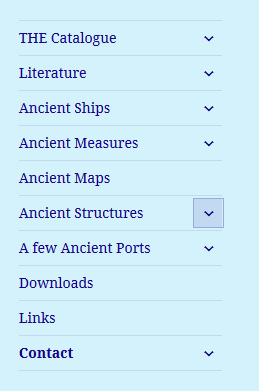 THE Catalogue
Literature
Ancient Ships
Ancient Measures
Ancient Maps
Ancient Structures
A few Ancient Ports
Downloads
Links
Contact